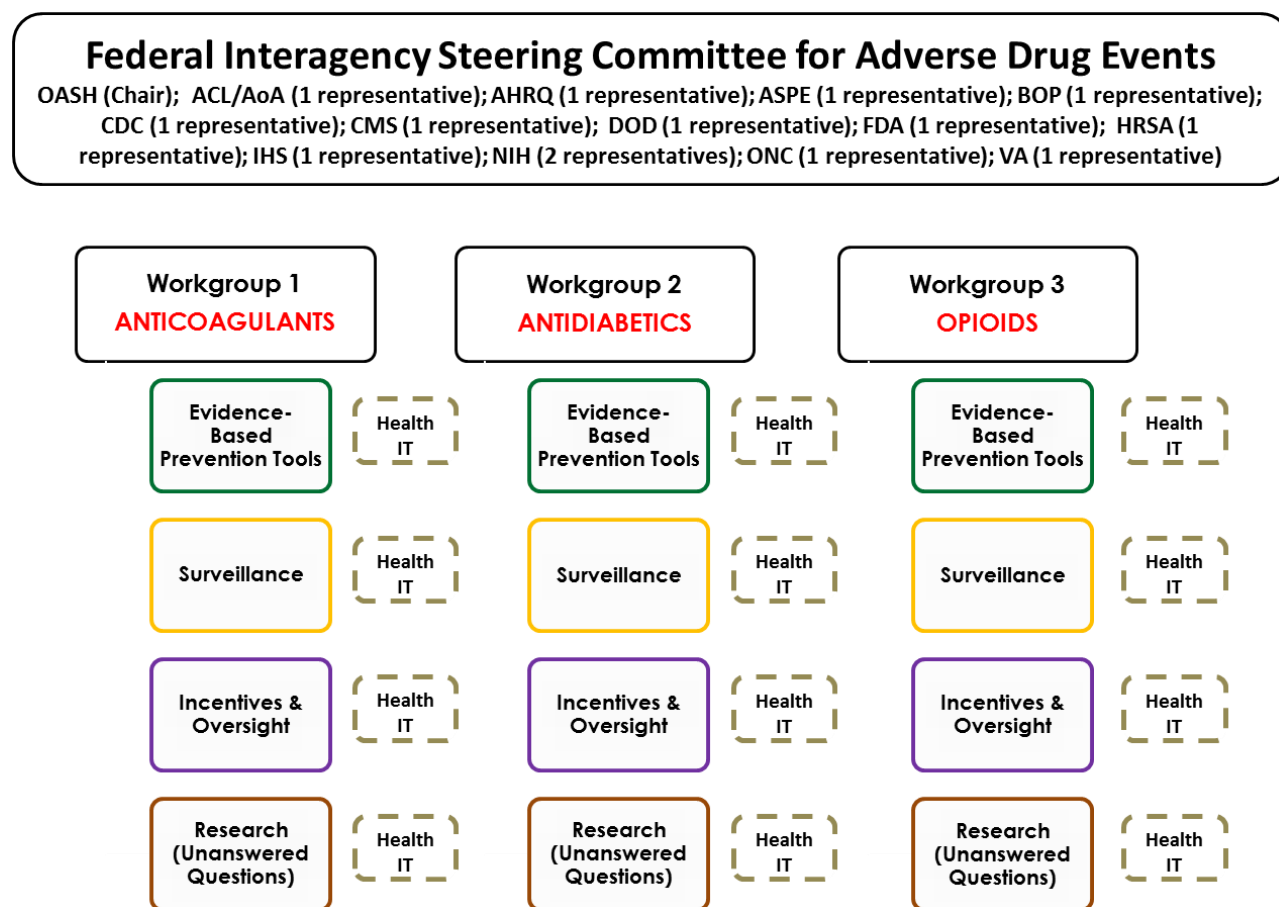 Federal Interagency Steering Committee for Adverse Drug Events
OASH (Chair); ACL/AoA (1 representative); AHRQ (1 representative); ASPE (1 representative); BOP (1 representative);
CDC (1 representative); CMS (1 representative); DOD (1 representative); FDA (1 representative); HRSA (1
representative); IHS (1 representative); NIH (2 representatives); ONC (1 representative); VA (1 representative)
Workgroup 1
ANTICOAGULANTS
Workgroup 2
ANTIDIABETICS
Workgroup 3
OPIOIDS
Evidence-
Based
Prevention Tools
Health
IT
Evidence-
Based
Prevention Tools
Health
IT
Evidence-
Based
Prevention Tools
Health
IT
Surveillance
Health
IT
Surveillance
Health
IT
Surveillance
Health
IT
Incentives &
Oversight
Health
IT
Incentives &
Oversight
Health
IT
Incentives &
Oversight
Health
IT
Research
(Unanswered
Questions)
Health
IT
Research
(Unanswered
Questions)
Health
IT
Research
(Unanswered
Questions)
Health
IT